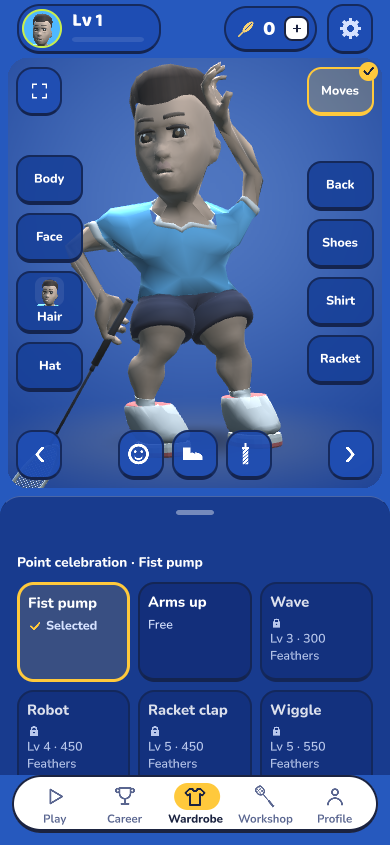 Lv 1
0
Moves
Body
Back
Face
Shoes
Hair
Shirt
Hat
Racket
Point celebration · Fist pump
Fist pump
Selected
Arms up
Free
Wave
Lv 3 · 300
Feathers
Robot
Lv 4 · 450
Feathers
Racket clap
Lv 5 · 450
Feathers
Wiggle
Lv 5 · 550
Feathers
Play
Career
Wardrobe
Workshop
Profile